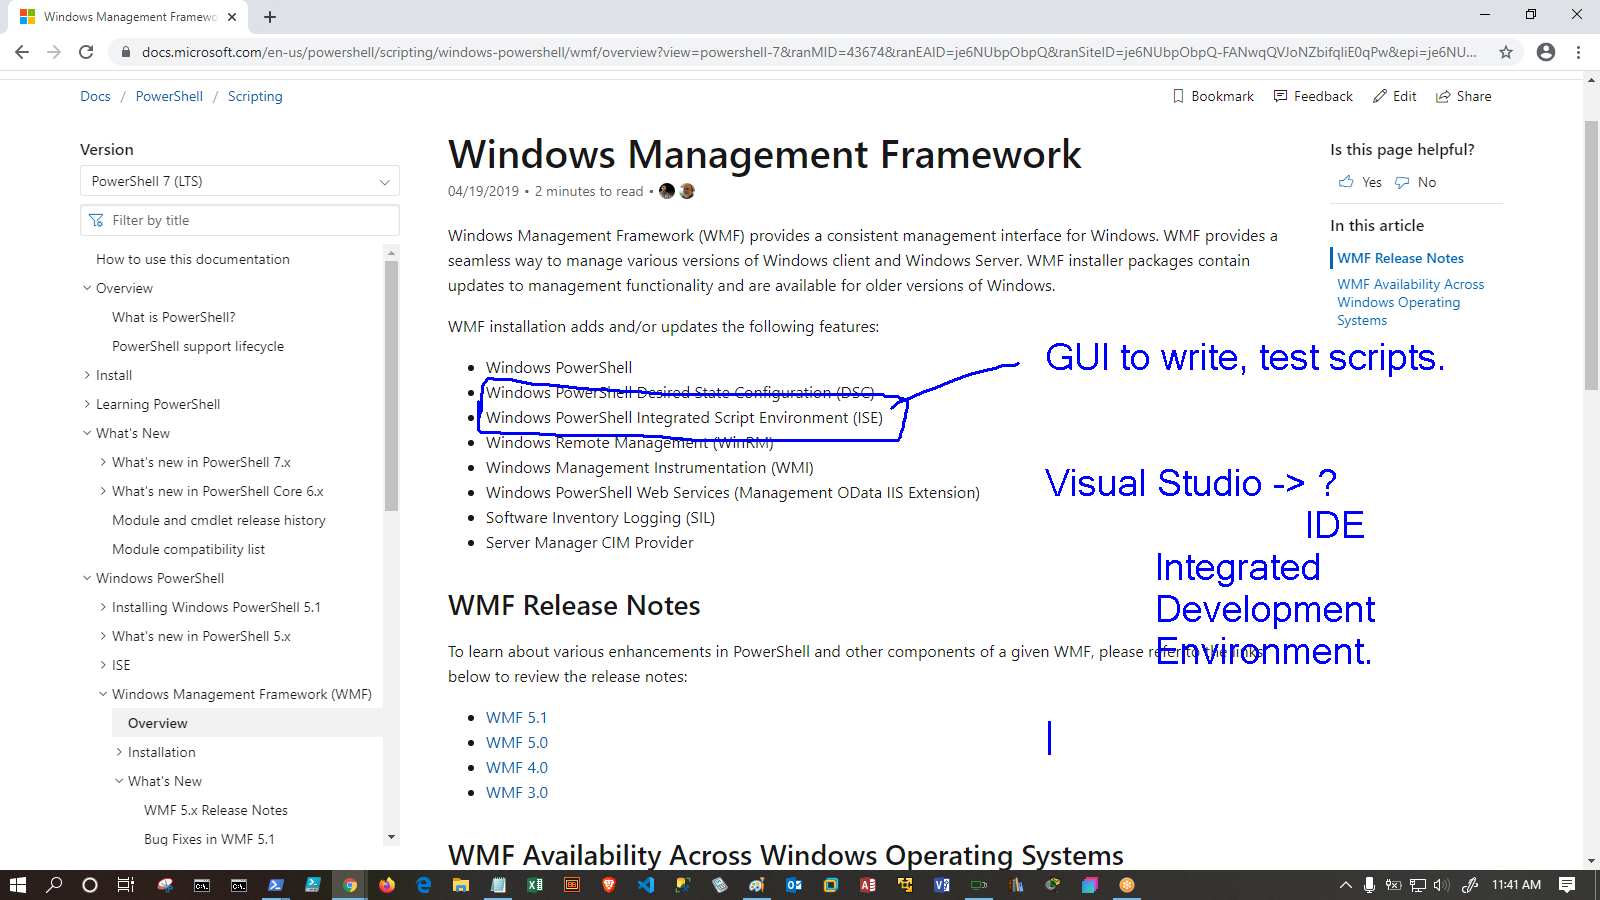 Windows Management Framewo
docs.microsoft.com/en-us/powershell/scripting/windows-powershell/wmf/overview?view=powershell-7&ranMID=43674&ranEAID=je6NUbpObpQ&ranSiteID=je6NUbpObpQ-FANwqQVJoNZbifqIiE0qPw&epi=je6NU...
Docs / PowerShell / Scripting
Bookmark Feedback Edit Share
Version
PowerShell 7 (LTS)
Filter by title
How to use this documentation
Overview
What is PowerShell?
PowerShell support lifecycle
Install
Learning PowerShell
What's New
What's new in PowerShell 7.x
What's new in PowerShell Core 6.x
Module and cmdlet release history
Module compatibility list
Windows PowerShell
Installing Windows PowerShell 5.1
What's new in PowerShell 5.x
ISE
Windows Management Framework (WMF)
Overview
Installation
What's New
WMF 5.x Release Notes
Bug Fixes in WMF 5.1
Windows Management Framework
04/19/2019 • 2 minutes to read •
Windows Management Framework (WMF) provides a consistent management interface for Windows. WMF provides a
seamless way to manage various versions of Windows client and Windows Server. WMF installer packages contain
updates to management functionality and are available for older versions of Windows.
WMF installation adds and/or updates the following features:
• Windows PowerShell
• Windows PowerShell Desired State Configuration (DSC)
• Windows PowerShell Integrated Script Environment (ISE)
• Windows Remote Management (WinRM)
• Windows Management Instrumentation (WMI)
• Windows PowerShell Web Services (Management OData IIS Extension)
• Software Inventory Logging (SIL)
• Server Manager CIM Provider
WMF Release Notes
To learn about various enhancements in PowerShell and other components of a given WMF, please refer to the links
below to review the release notes:
• WMF 5.1
• WMF 5.0
• WMF 4.0
• WMF 3.0
WMF Availability Across Windows Operating Systems
Is this page helpful?
Yes No
In this article
WMF Release Notes
WMF Availability Across
Windows Operating
Systems
GUI to write, test scripts.
Visual Studio -> ?
IDE
Integrated
Development
Environment.
11:41 AM